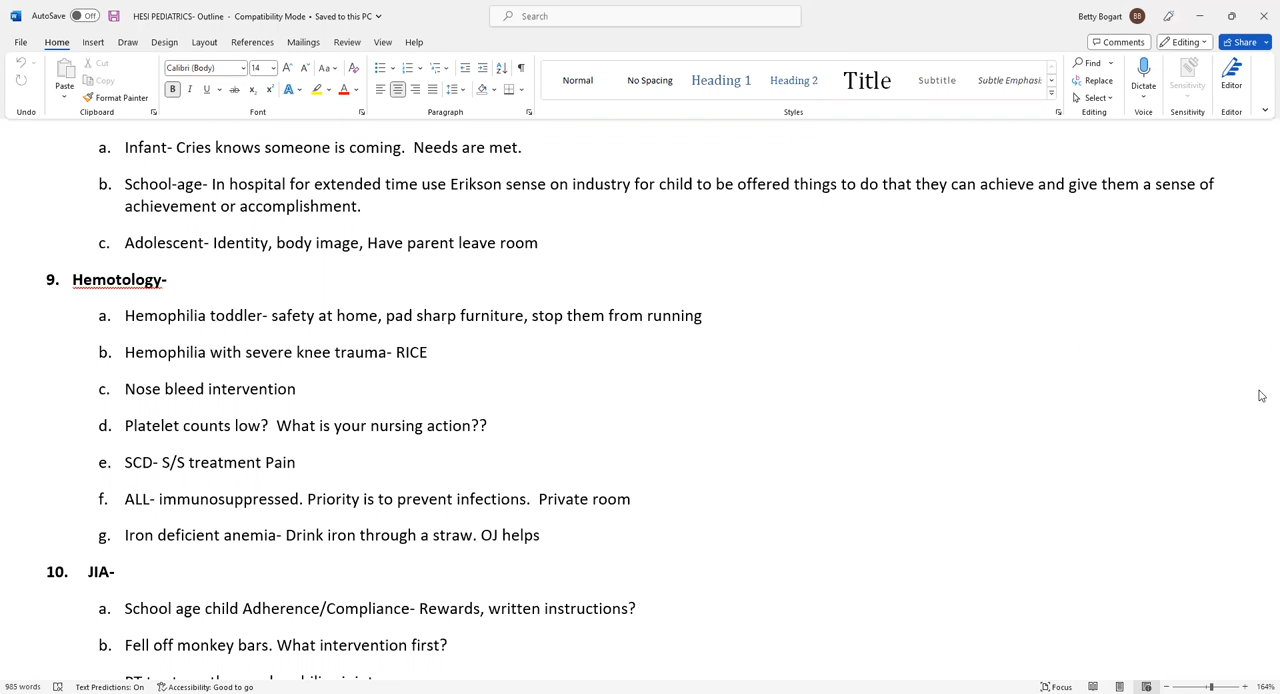 AutoSave Off HESI PEDIATRICS- Outline - Compatibility Mode • Saved to this PC Search Betty Bogart BB
File Home Insert Draw Design Layout References Mailings Review View Help Comments Editing Share
Paste Cut Copy Format Painter
Calibri (Body) 14
Normal No Spacing Heading 1 Heading 2 Title Subtitle Subtle Emphasis
Find Replace Select Dictate Sensitivity Editor
Undo Clipboard Font Paragraph Styles Editing Voice Sensitivity Editor
a. Infant- Cries knows someone is coming. Needs are met.
b. School-age- In hospital for extended time use Erikson sense on industry for child to be offered things to do that they can achieve and give them a sense of
achievement or accomplishment.
c. Adolescent- Identity, body image, Have parent leave room
9. Hemotology-
a. Hemophilia toddler- safety at home, pad sharp furniture, stop them from running
b. Hemophilia with severe knee trauma- RICE
c. Nose bleed intervention
d. Platelet counts low? What is your nursing action??
e. SCD- S/S treatment Pain
f. ALL- immunosuppressed. Priority is to prevent infections. Private room
g. Iron deficient anemia- Drink iron through a straw. OJ helps
10. JIA-
a. School age child Adherence/Compliance- Rewards, written instructions?
b. Fell off monkey bars. What intervention first?
985 words Text Predictions: On Accessibility: Good to go Focus 164%